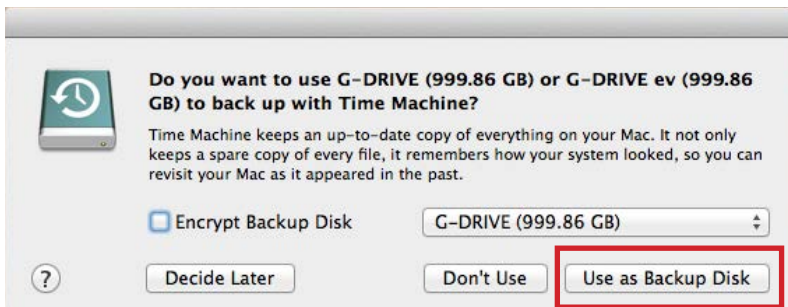 Do you want to use G-DRIVE (999.86 GB) or G-DRIVE ev (999.86
GB) to back up with Time Machine?
Time Machine keeps an up-to-date copy of everything on your Mac. It not only
keeps a spare copy of every file, it remembers how your system looked, so you can
revisit your Mac as it appeared in the past.
Encrypt Backup Disk G-DRIVE (999.86 GB)
? Decide Later Don't Use Use as Backup Disk